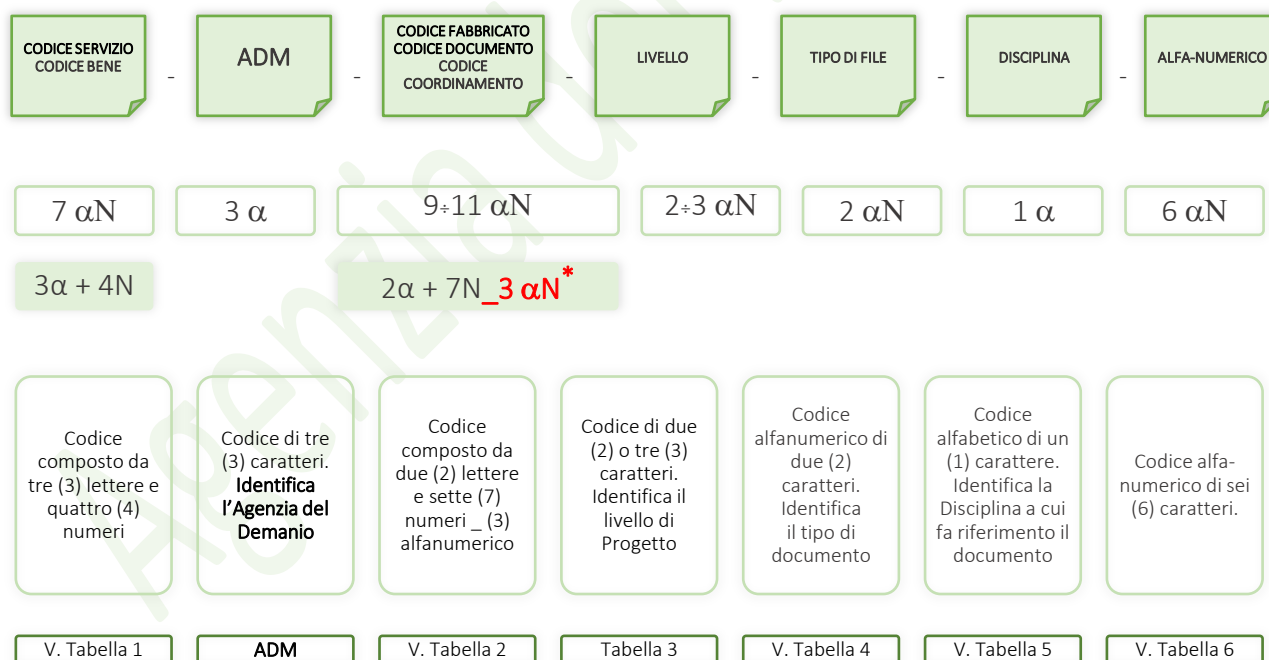 CODICE SERVIZIO
CODICE BENE
-
ADM
-
CODICE FABBRICATO
CODICE DOCUMENTO
CODICE
COORDINAMENTO
-
LIVELLO
-
TIPO DI FILE
-
DISCIPLINA
-
ALFA-NUMERICO
7 αN
3 α
9÷11 αN
2÷3 αN
2 αN
1 α
6 αN
3α + 4N
2α + 7N_3 αN*
Codice
composto da
tre (3) lettere e
quattro (4)
numeri
Codice di tre
(3) caratteri.
Identifica
l'Agenzia del
Demanio
Codice
composto da
due (2) lettere
e sette (7)
numeri _ (3)
alfanumerico
Codice di due
(2) o tre (3)
caratteri.
Identifica il
livello di
Progetto
Codice
alfanumerico di
due (2)
caratteri.
Identifica
il tipo di
documento
Codice
alfabetico di un
(1) carattere.
Identifica la
Disciplina a cui
fa riferimento il
documento
Codice alfa-
numerico di sei
(6) caratteri.
V. Tabella 1
ADM
V. Tabella 2
Tabella 3
V. Tabella 4
V. Tabella 5
V. Tabella 6
Agenzia